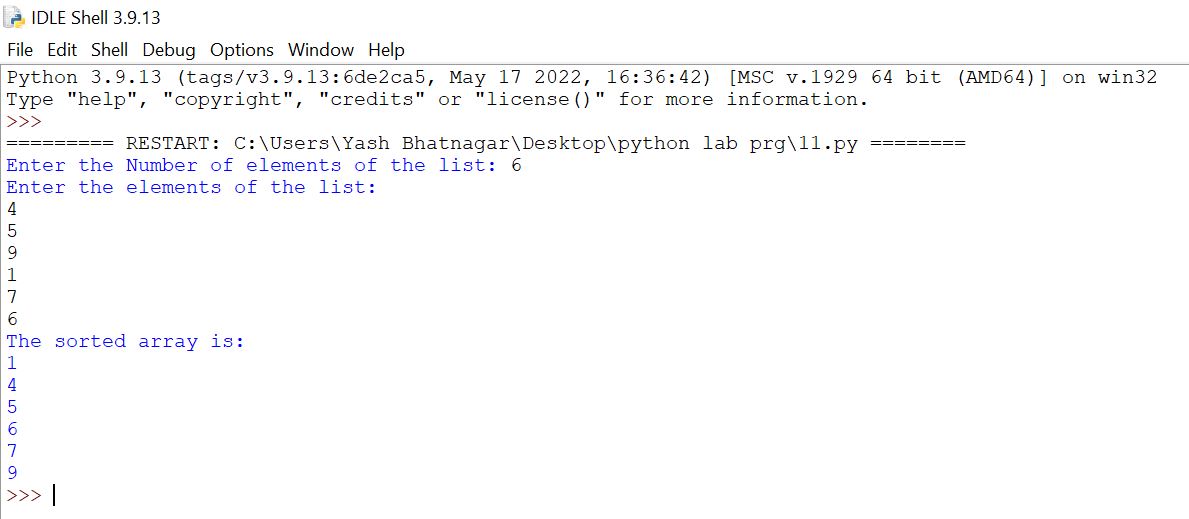 IDLE Shell 3.9.13
File Edit Shell Debug Options Window Help
Python 3.9.13 (tags/v3.9.13:6de2ca5, May 17 2022, 16:36:42) [MSC v.1929 64 bit (AMD64)] on win32
Type "help", "copyright", "credits" or "license()" for more information.
>>>
========= RESTART: C:\Users\Yash Bhatnagar\Desktop\python lab prg\11.py ========
Enter the Number of elements of the list: 6
Enter the elements of the list:
4
5
9
1
7
6
The sorted array is:
1
4
5
6
7
9
>>>